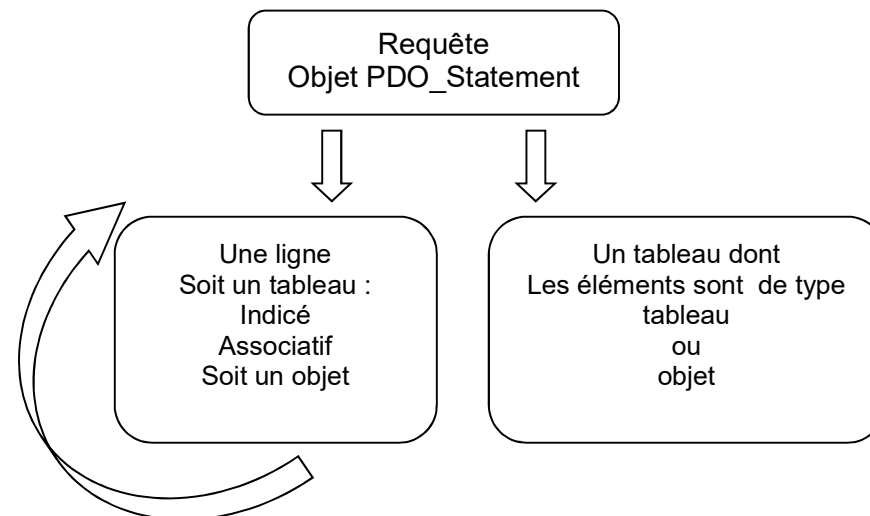 Requête
Objet PDO_Statement
Une ligne
Soit un tableau :
Indicé
Associatif
Soit un objet
Un tableau dont
Les éléments sont de type
tableau
ou
objet